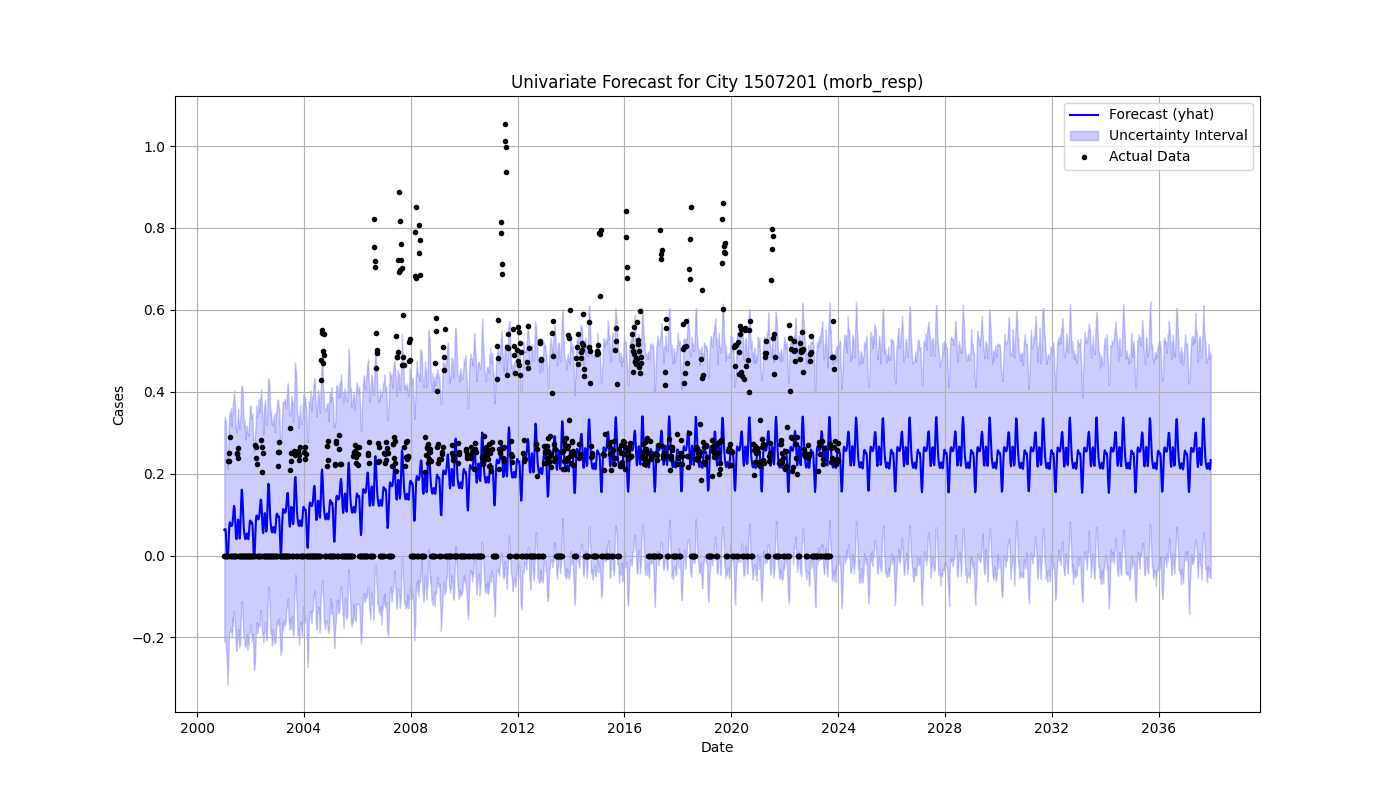 Univariate Forecast for City 1507201 (morb_resp)
Forecast (yhat)
Uncertainty Interval
Actual Data
Cases
1.0
0.8
0.6
0.4
0.2
0.0
−0.2
2000 2004 2008 2012 2016 2020 2024 2028 2032 2036
Date